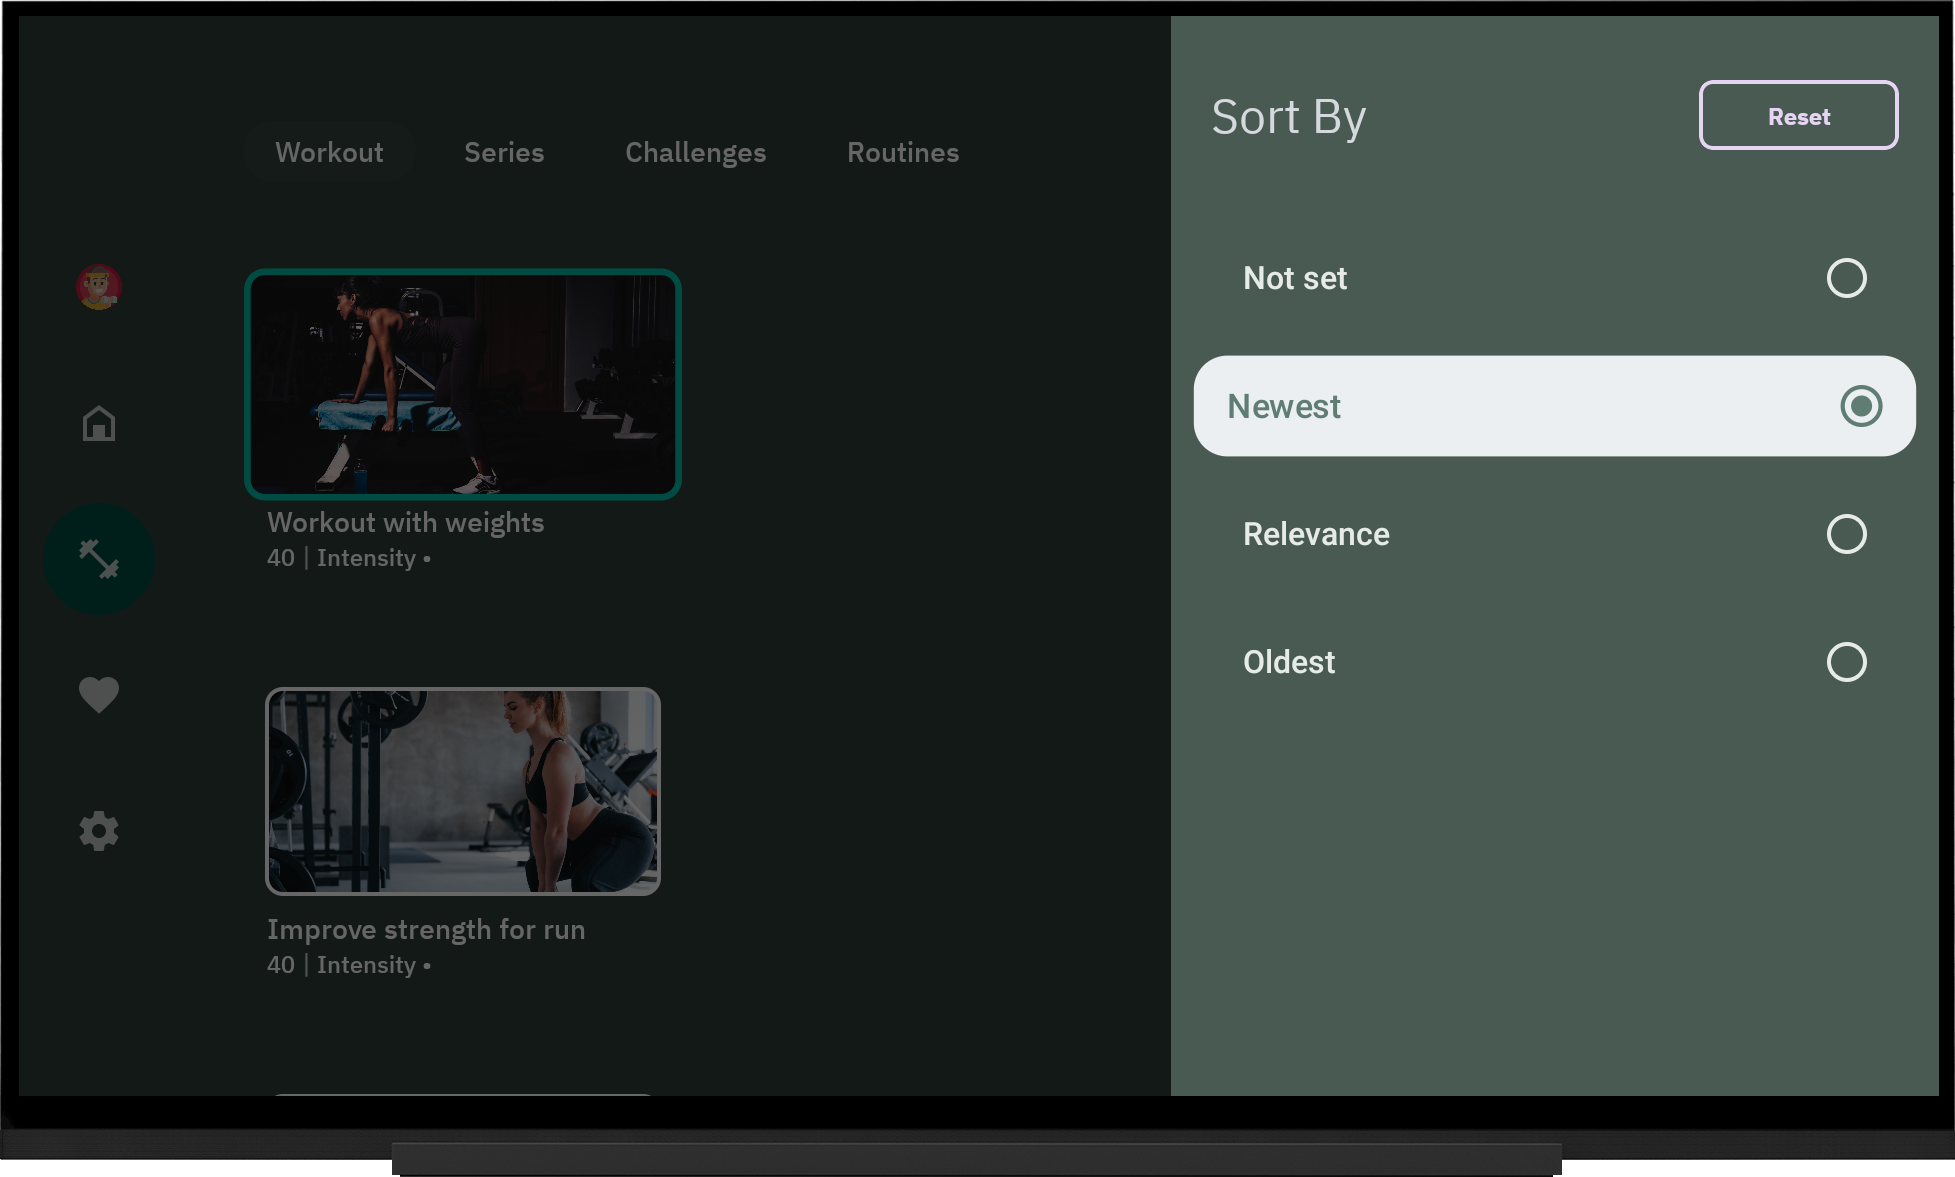 Workout
Series
Challenges
Routines
Workout with weights
40 | Intensity •
Improve strength for run
40 | Intensity •
Sort By
Reset
Not set
Newest
Relevance
Oldest